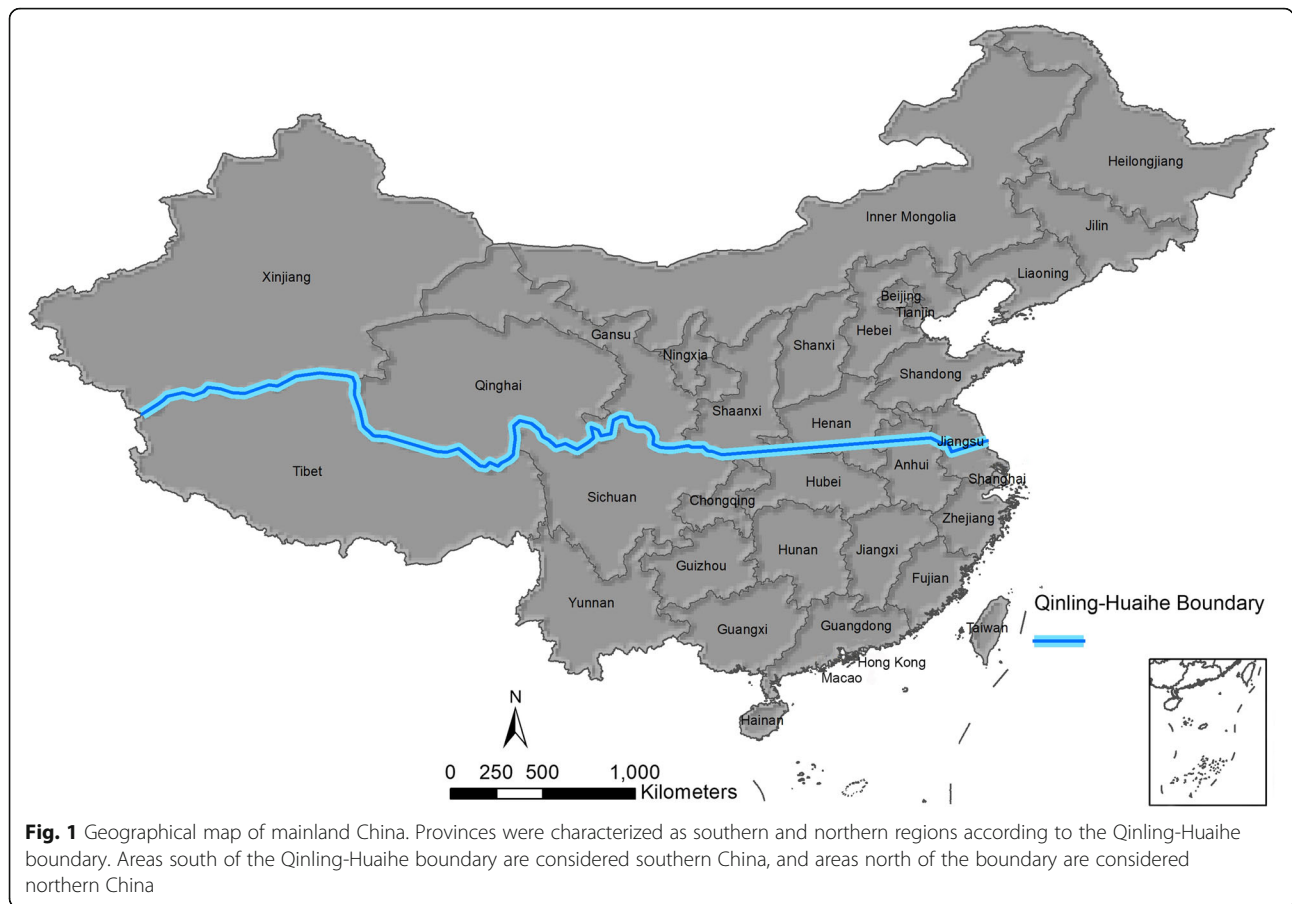 Heilongjiang
Inner Mongolia
Jilin
Xinjiang
Liaoning
Beijing
Tianjin
Gansu
Hebei
Ningxia
Shanxi
Qinghai
Shandong
Shaanxi
Henan
Jiangsu
Tibet
Anhui
Sichuan
Hubei
Shanghai
Chongqing
Zhejiang
Hunan
Jiangxi
Guizhou
Fujian
Yunnan
Qinling-Huaihe Boundary
Guangxi
Guangdong
Taiwan
Hong Kong
Macao
N
Hainan
0 250 500 1,000
Kilometers
Fig. 1 Geographical map of mainland China. Provinces were characterized as southern and northern regions according to the Qinling-Huaihe
boundary. Areas south of the Qinling-Huaihe boundary are considered southern China, and areas north of the boundary are considered
northern China